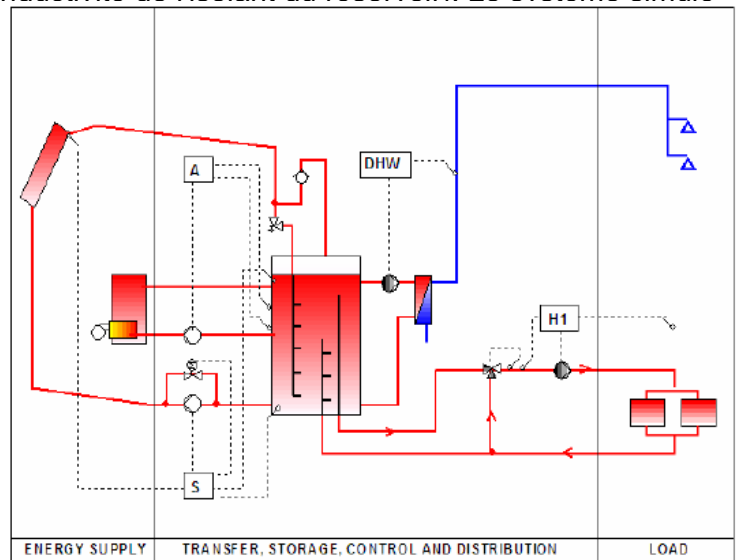 DHW
A
H1
S
ENERGY SUPPLY
TRANSFER, STORAGE, CONTROL AND DISTRIBUTION
LOAD